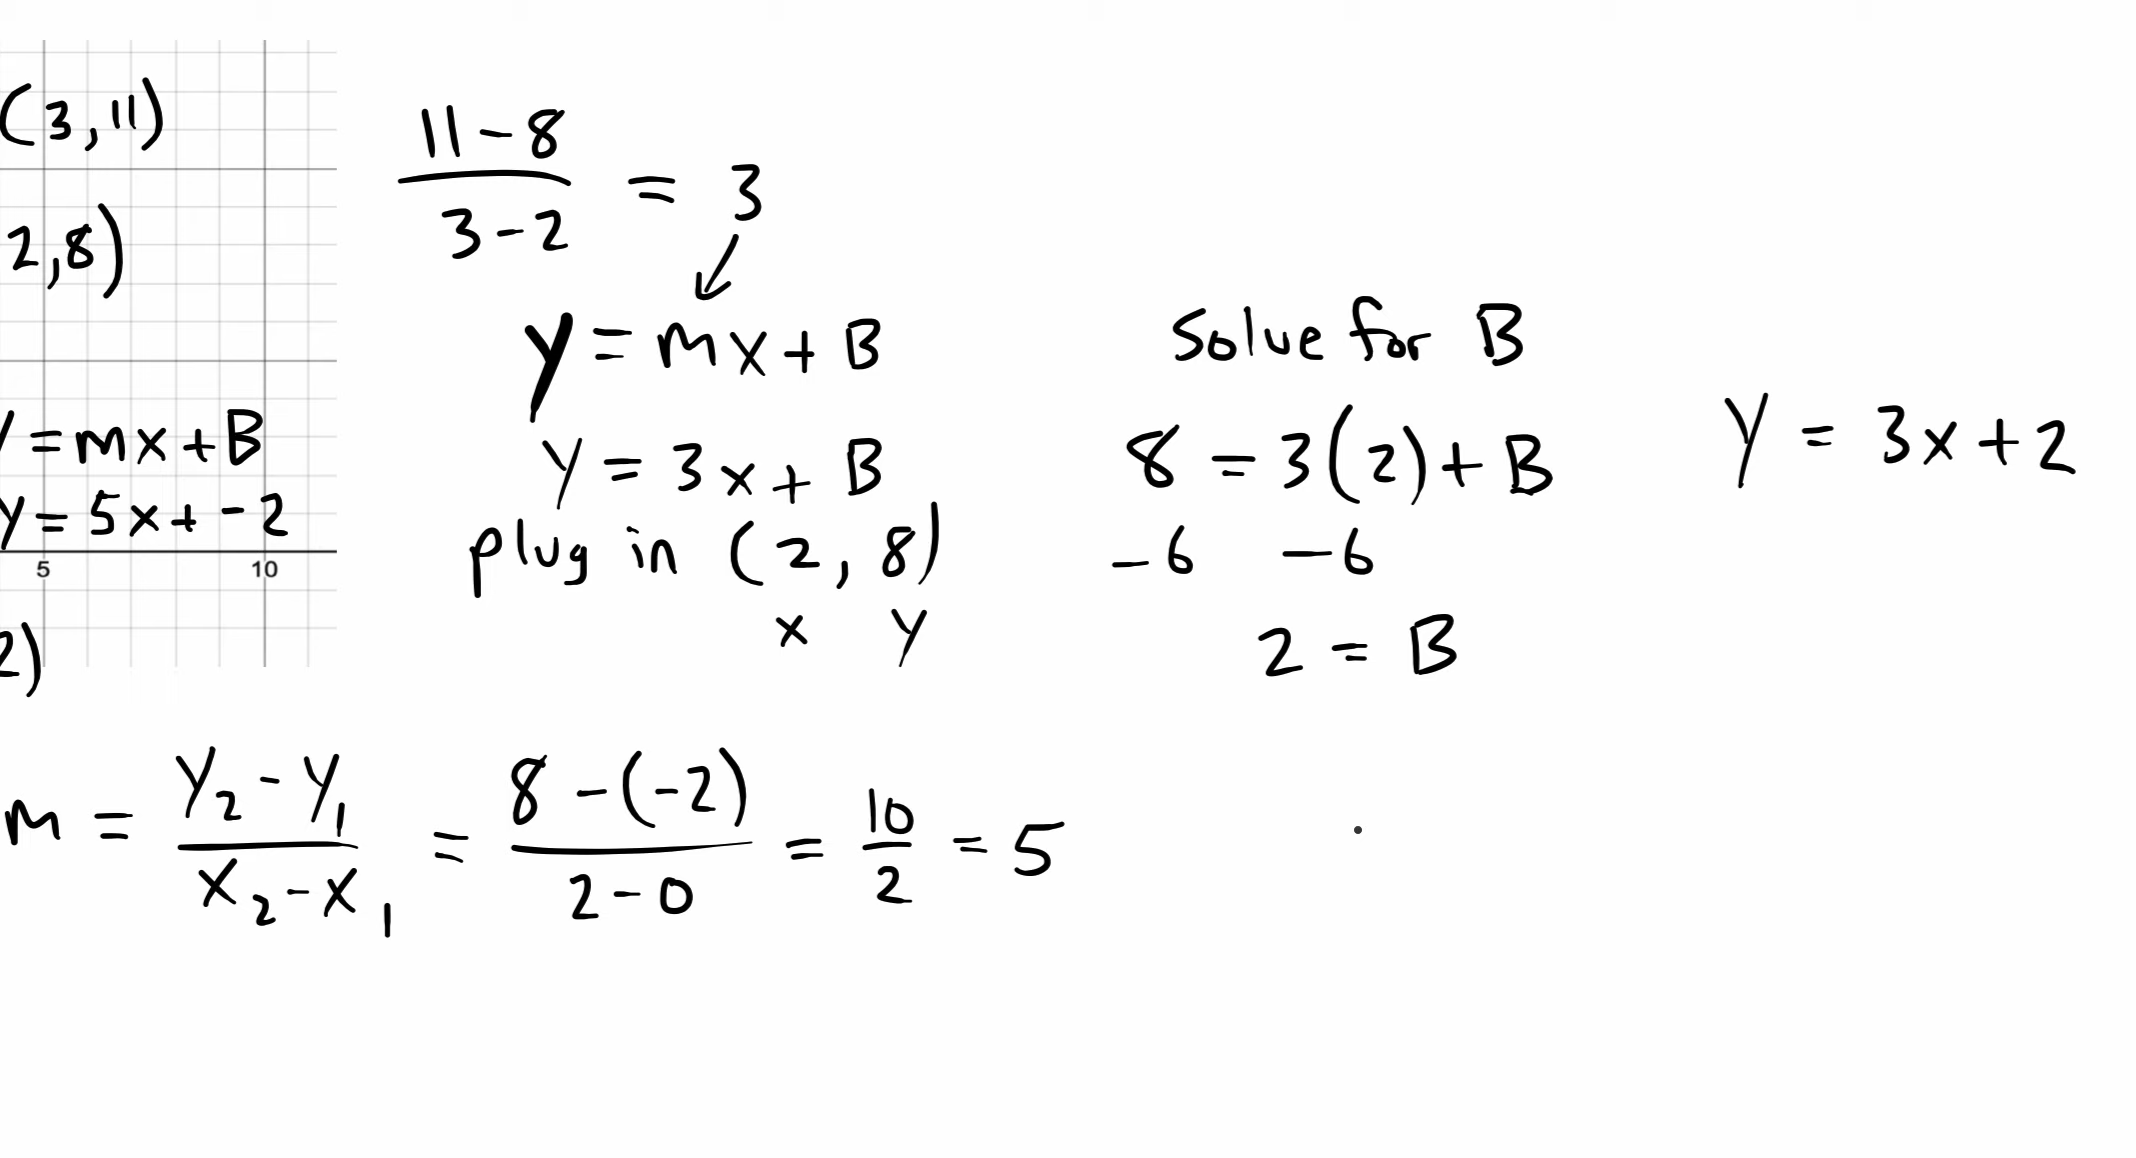 (3,11)
2,8)
y=mx+B
y=5x+-2
5 10
2)
11-8
3-2
= 3
y=mx+B
y=3x+B
plug in (2,8)
x y
Solve for B
8=3(2)+B
-6 -6
2=B
y=3x+2
m = y₂-y₁ / x₂-x₁ = 8-(-2) / 2-0 = 10/2 = 5